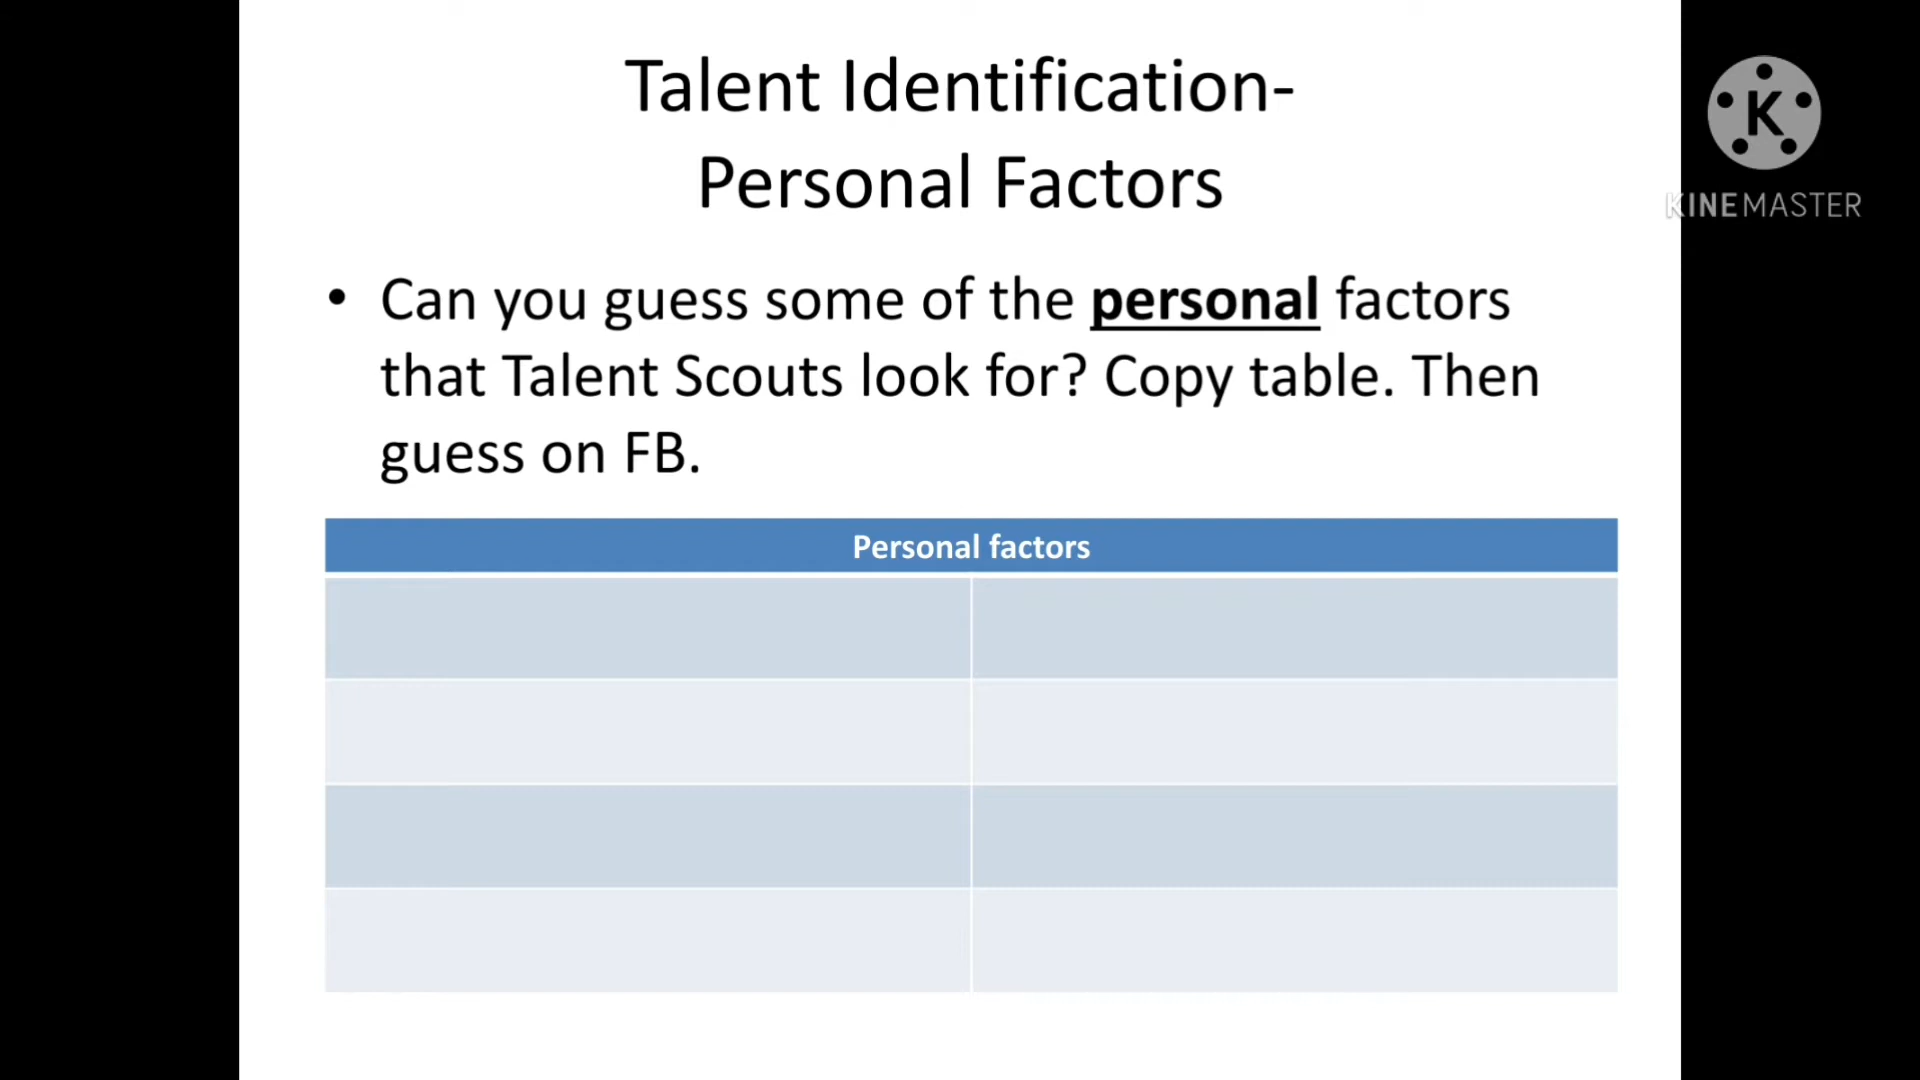 Talent Identification-
Personal Factors
• Can you guess some of the personal factors
that Talent Scouts look for? Copy table. Then
guess on FB.
Personal factors
K
KINEMASTER